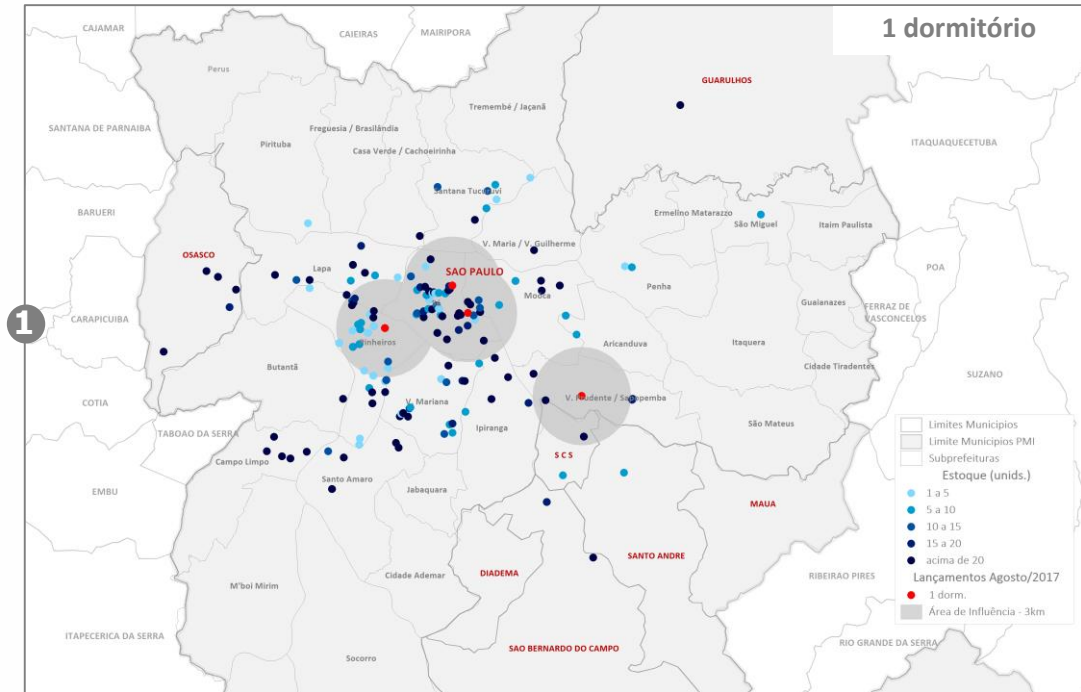 1 dormitório
CAJAMAR
CAIEIRAS
MAIRIPORA
Perus
GUARULHOS
Tremembé / Jaçanã
SANTANA DE PARNAIBA
Freguesia / Brasilândia
Pirituba
Casa Verde / Cachoeirinha
ITAQUAQUECETUBA
Santana Tucuruvi
BARUERI
Ermelino Matarazzo
São Miguel
Itaim Paulista
V. Maria / V. Guilherme
OSASCO
Lapa
SAO PAULO
POA
Penha
Mooca
Guaianazes
FERRAZ DE
VASCONCELOS
CARAPICUIBA
1
Sé
Pinheiros
Aricanduva
Itaquera
Butantã
Cidade Tiradentes
SUZANO
COTIA
V. Mariana
V. Prudente / Sapopemba
TABOAO DA SERRA
Ipiranga
São Mateus
Campo Limpo
S C S
Santo Amaro
EMBU
Jabaquara
MAUA
SANTO ANDRE
DIADEMA
Cidade Ademar
M'boi Mirim
RIBEIRAO PIRES
ITAPECERICA DA SERRA
SAO BERNARDO DO CAMPO
RIO GRANDE DA SERRA
Socorro
Limites Municipios
Limite Municipios PMI
Subprefeituras
Estoque (unids.)
1 a 5
5 a 10
10 a 15
15 a 20
acima de 20
Lançamentos Agosto/2017
1 dorm.
Área de Influência - 3km